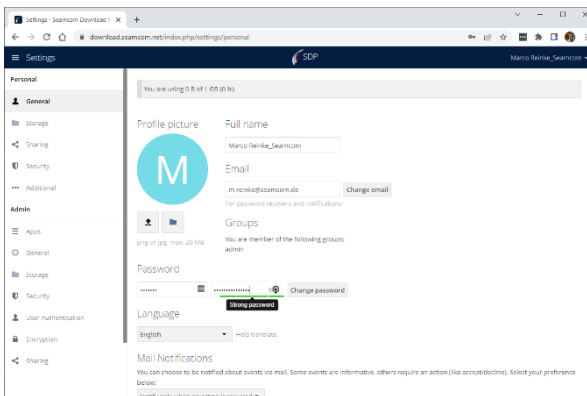 Settings - Seamcom Download P
download.seamcom.net/index.php/settings/personal
Settings
SDP
Marco Reinke_Seamcom
Personal
General
Storage
Sharing
Security
Additional
Admin
Apps
General
Storage
Security
User Authentication
Encryption
Sharing
You are using 0 B of 1 GB (0 %)
Profile picture
M
png or jpg, max. 20 MB
Full name
Marco Reinke_Seamcom
Email
m.reinke@seamcom.de
Change email
For password recovery and notifications
Groups
You are member of the following groups:
admin
Password
Change password
Strong password
Language
English
Help translate
Mail Notifications
You can choose to be notified about events via mail. Some events are informative, others require an action (like accept/decline). Select your preference
below: